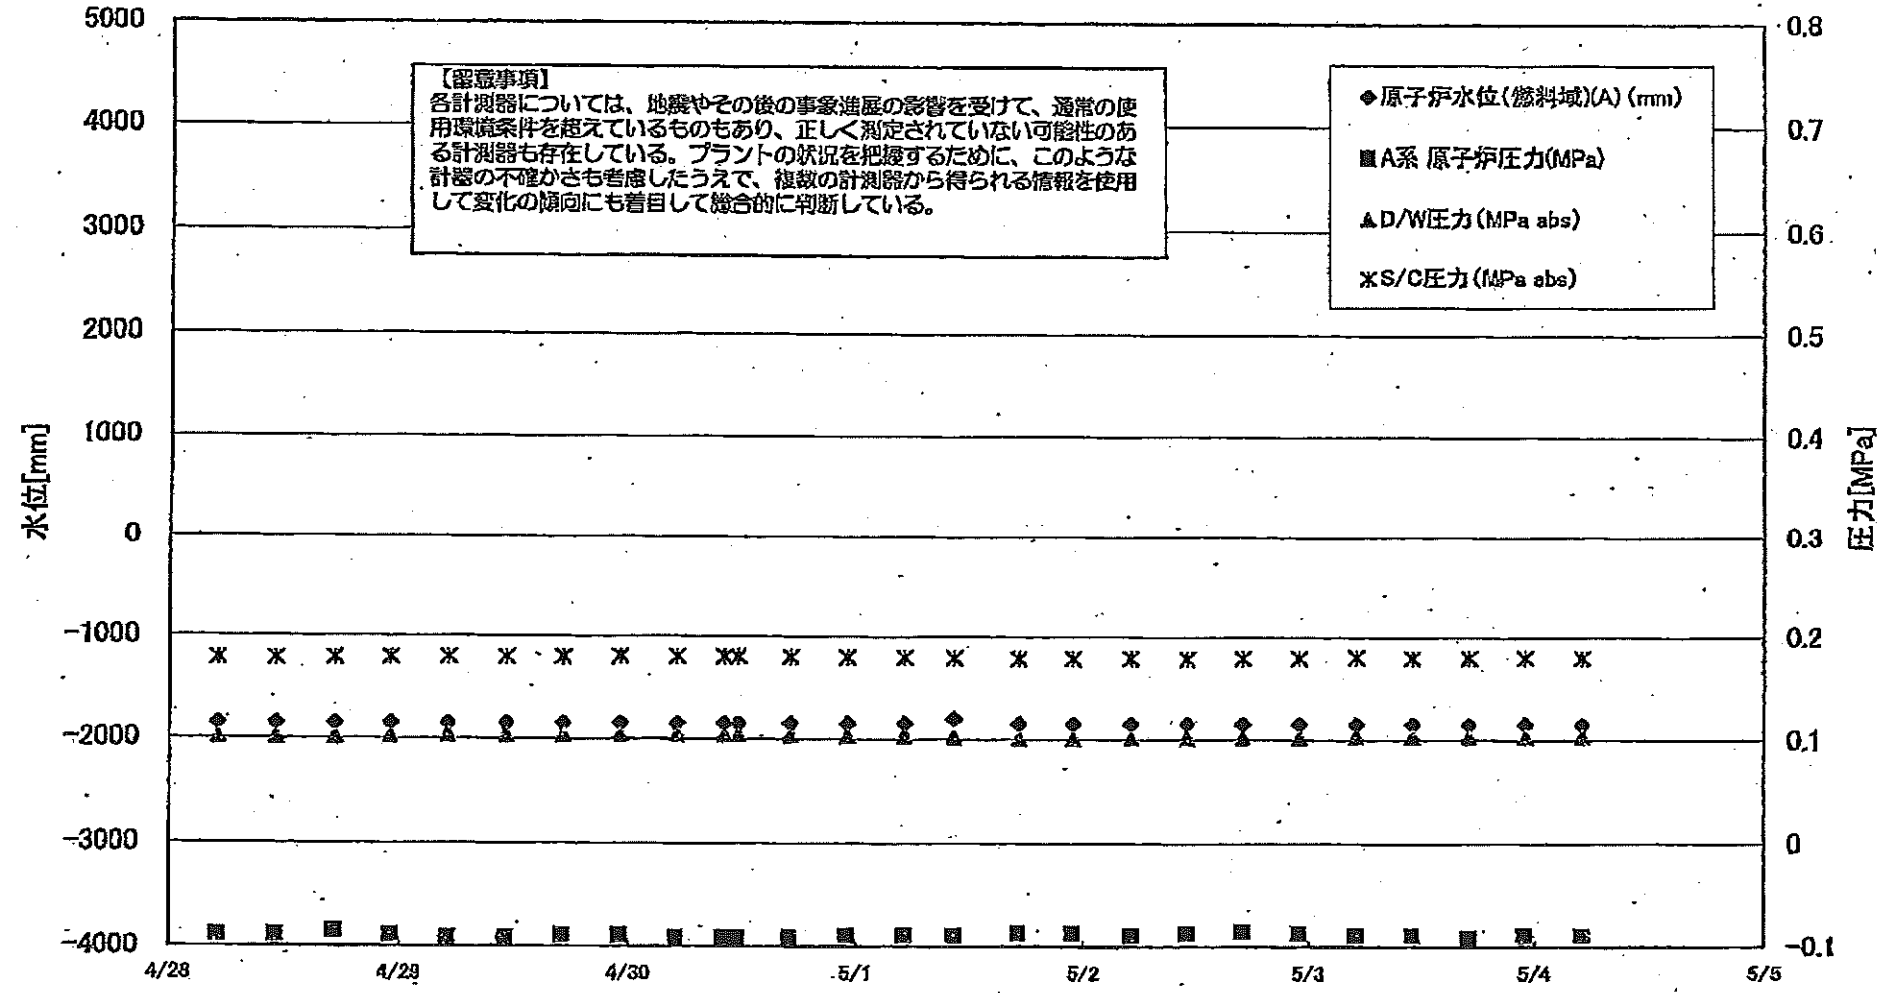 5000
4000
3000
2000
1000
0
-1000
-2000
-3000
-4000
水位[mm]
【留意事項】
各計測器については、地震やその後の事象進展の影響を受けて、通常の使
用環境条件を超えているものもあり、正しく測定されていない可能性のあ
る計測器も存在している。プラントの状況を把握するために、このような
計器の不確かさも考慮したうえで、複数の計測器から得られる情報を使用
して変化の傾向にも着目して総合的に判断している。
◆原子炉水位(燃料域)(A) (mm)
■A系 原子炉圧力(MPa)
▲D/W圧力(MPa abs)
S/C圧力(MPa abs)
0.8
0.7
0.6
0.5
0.4
0.3
0.2
0.1
0
-0.1
圧力[MPa]
4/28 4/29 4/30 5/1 5/2 5/3 5/4 5/5